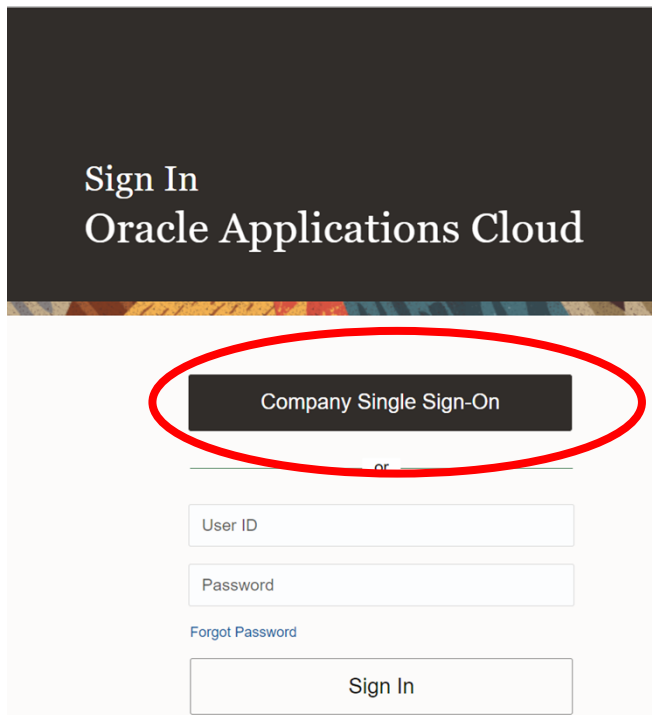 Sign In
Oracle Applications Cloud
Company Single Sign-On
or
User ID
Password
Forgot Password
Sign In